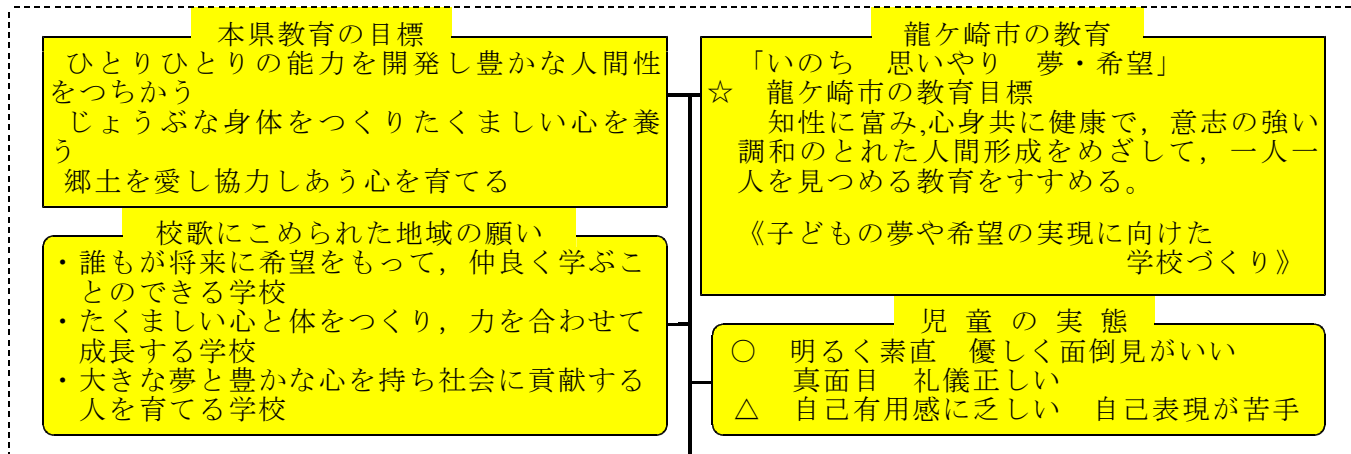 本県教育の目標
ひとりひとりの能力を開発し豊かな人間性
をつちかう
じょうぶな身体をつくりたくましい心を養
う
郷土を愛し協力しあう心を育てる
校歌にこめられた地域の願い
・誰もが将来に希望をもって，仲良く学ぶこ
とのできる学校
・たくましい心と体をつくり，力を合わせて
成長する学校
・大きな夢と豊かな心を持ち社会に貢献する
人を育てる学校
龍ケ崎市の教育
「いのち　思いやり　夢・希望」
☆　龍ケ崎市の教育目標
知性に富み,心身共に健康で，意志の強い
調和のとれた人間形成をめざして，一人一
人を見つめる教育をすすめる。
《子どもの夢や希望の実現に向けた
学校づくり》
児 童 の 実 態
○　明るく素直　優しく面倒見がいい
真面目　礼儀正しい
△　自己有用感に乏しい　自己表現が苦手